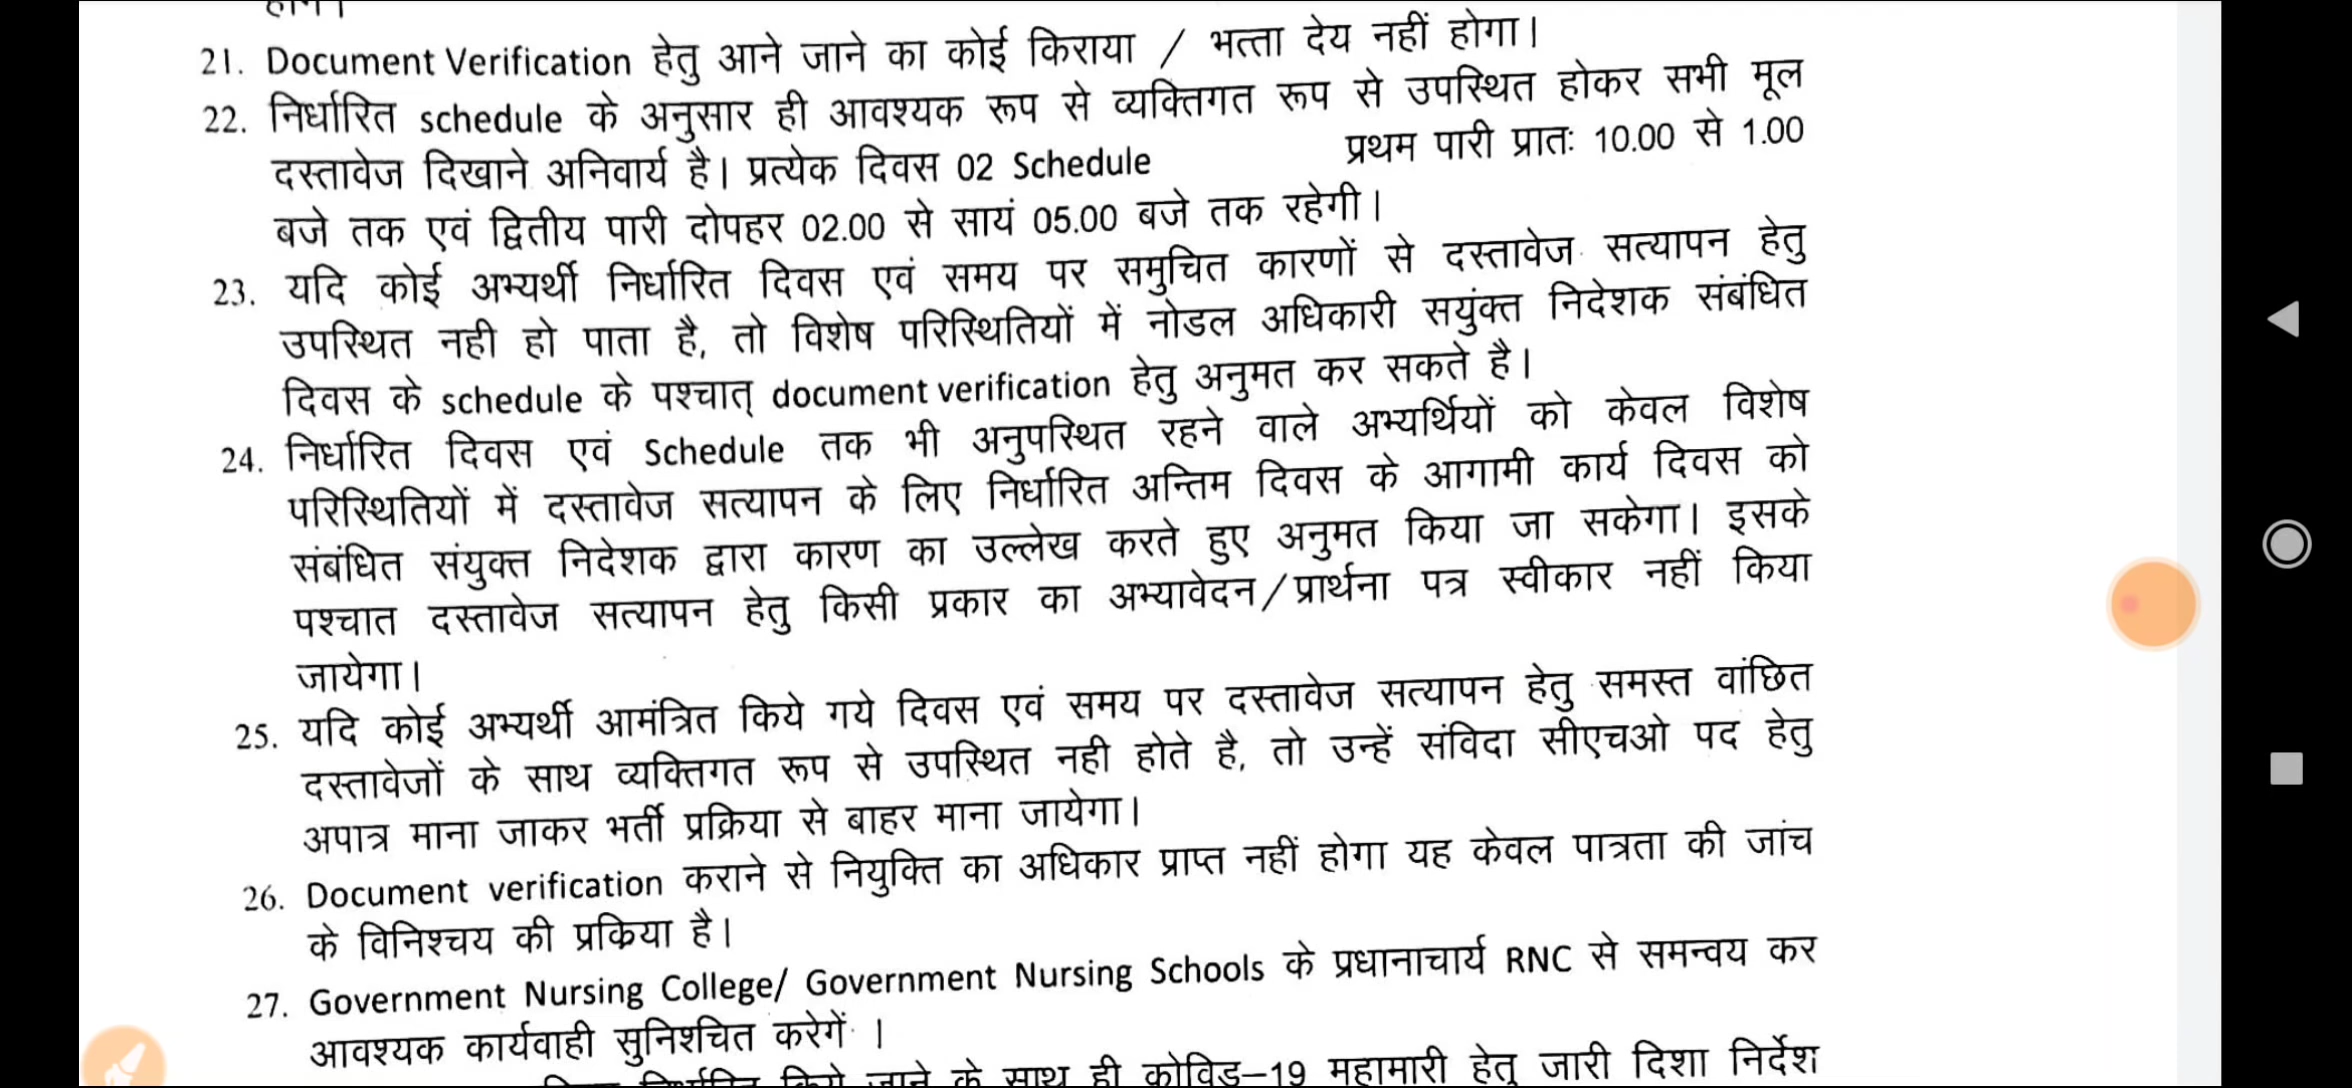 21. Document Verification हेतु आने जाने का कोई किराया / भत्ता देय नहीं होगा।
22. निर्धारित schedule के अनुसार ही आवश्यक रूप से व्यक्तिगत रूप से उपस्थित होकर सभी मूल
दस्तावेज दिखाने अनिवार्य है। प्रत्येक दिवस 02 Schedule प्रथम पारी प्रातः 10.00 से 1.00
बजे तक एवं द्वितीय पारी दोपहर 02.00 से सायं 05.00 बजे तक रहेगी।
23. यदि कोई अभ्यर्थी निर्धारित दिवस एवं समय पर समुचित कारणों से दस्तावेज सत्यापन हेतु
उपस्थित नही हो पाता है, तो विशेष परिस्थितियों में नोडल अधिकारी सयुंक्त निदेशक संबंधित
दिवस के schedule के पश्चात् document verification हेतु अनुमत कर सकते है।
24. निर्धारित दिवस एवं Schedule तक भी अनुपस्थित रहने वाले अभ्यर्थियों को केवल विशेष
परिस्थितियों में दस्तावेज सत्यापन के लिए निर्धारित अन्तिम दिवस के आगामी कार्य दिवस को
संबंधित संयुक्त निदेशक द्वारा कारण का उल्लेख करते हुए अनुमत किया जा सकेगा। इसके
पश्चात दस्तावेज सत्यापन हेतु किसी प्रकार का अभ्यावेदन/प्रार्थना पत्र स्वीकार नहीं किया
जायेगा।
25. यदि कोई अभ्यर्थी आमंत्रित किये गये दिवस एवं समय पर दस्तावेज सत्यापन हेतु समस्त वांछित
दस्तावेजों के साथ व्यक्तिगत रूप से उपस्थित नही होते है, तो उन्हें संविदा सीएचओ पद हेतु
अपात्र माना जाकर भर्ती प्रक्रिया से बाहर माना जायेगा।
26. Document verification कराने से नियुक्ति का अधिकार प्राप्त नहीं होगा यह केवल पात्रता की जांच
के विनिश्चय की प्रकिया है।
27. Government Nursing College/ Government Nursing Schools के प्रधानाचार्य RNC से समन्वय कर
आवश्यक कार्यवाही सुनिश्चित करेगें ।
किये जाने के साथ ही कोविड–19 महामारी हेतु जारी दिशा निर्देश